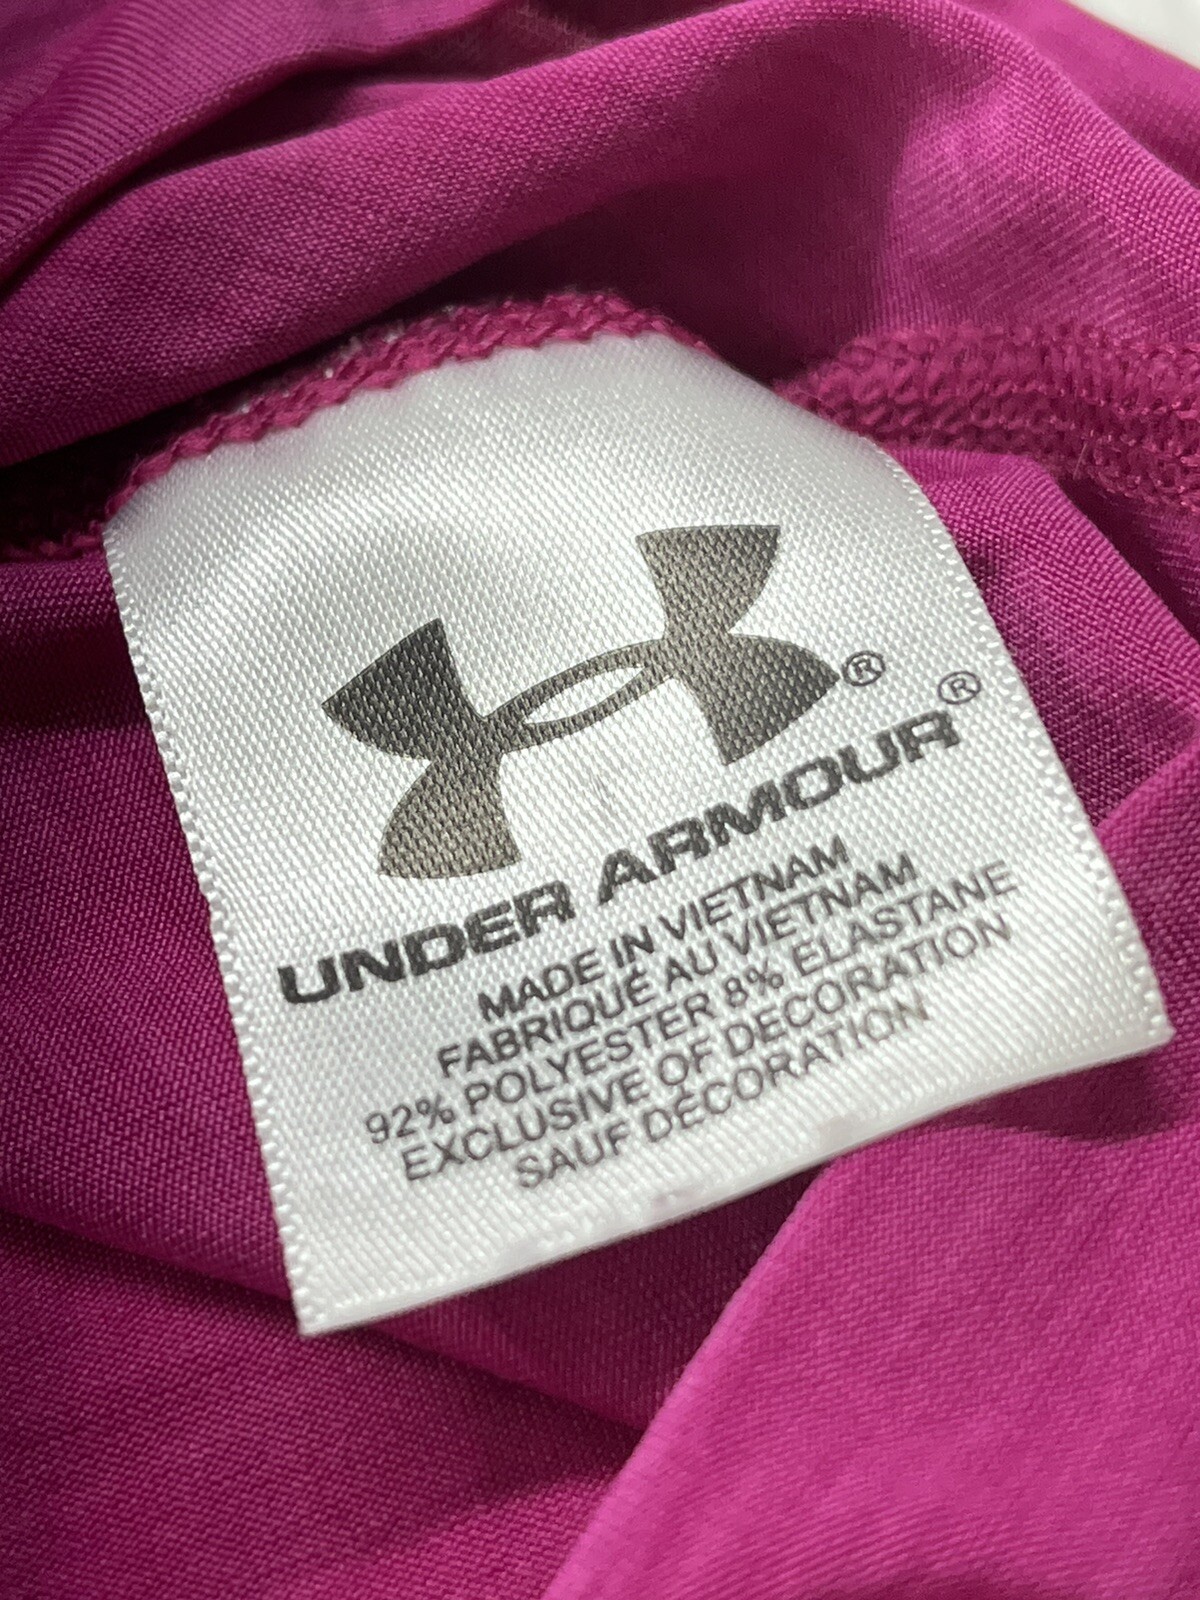 ®
UNDER ARMOUR®
MADE IN VIETNAM
FABRIQUÉ AU VIETNAM
92% POLYESTER 8% ELASTANE
EXCLUSIVE OF DECORATION
SAUF DÉCORATION